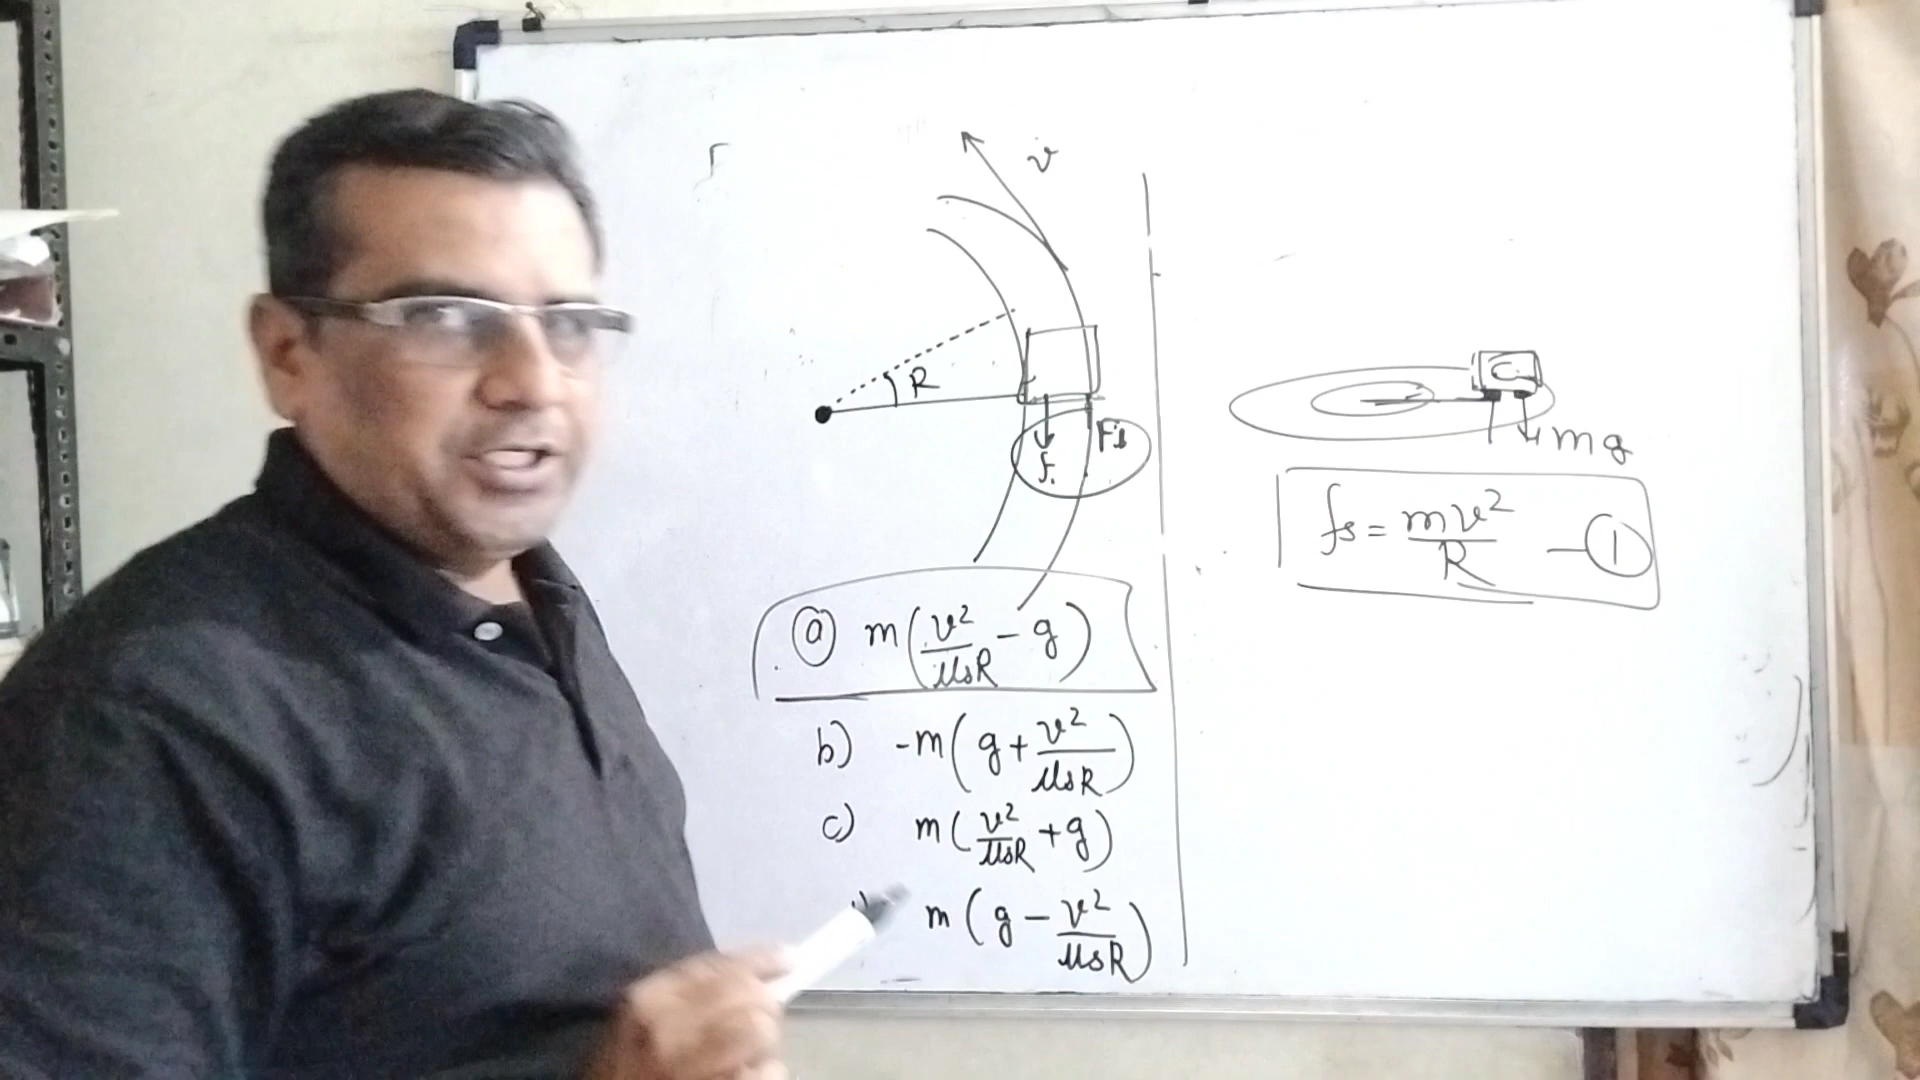 v
R
f.
Fs
(a) m(v²/μsR - g)
b) -m(g + v²/μsR)
c) m(v²/μsR + g)
m(g - v²/μsR)
C
mg
fs = mv²/R — (1)